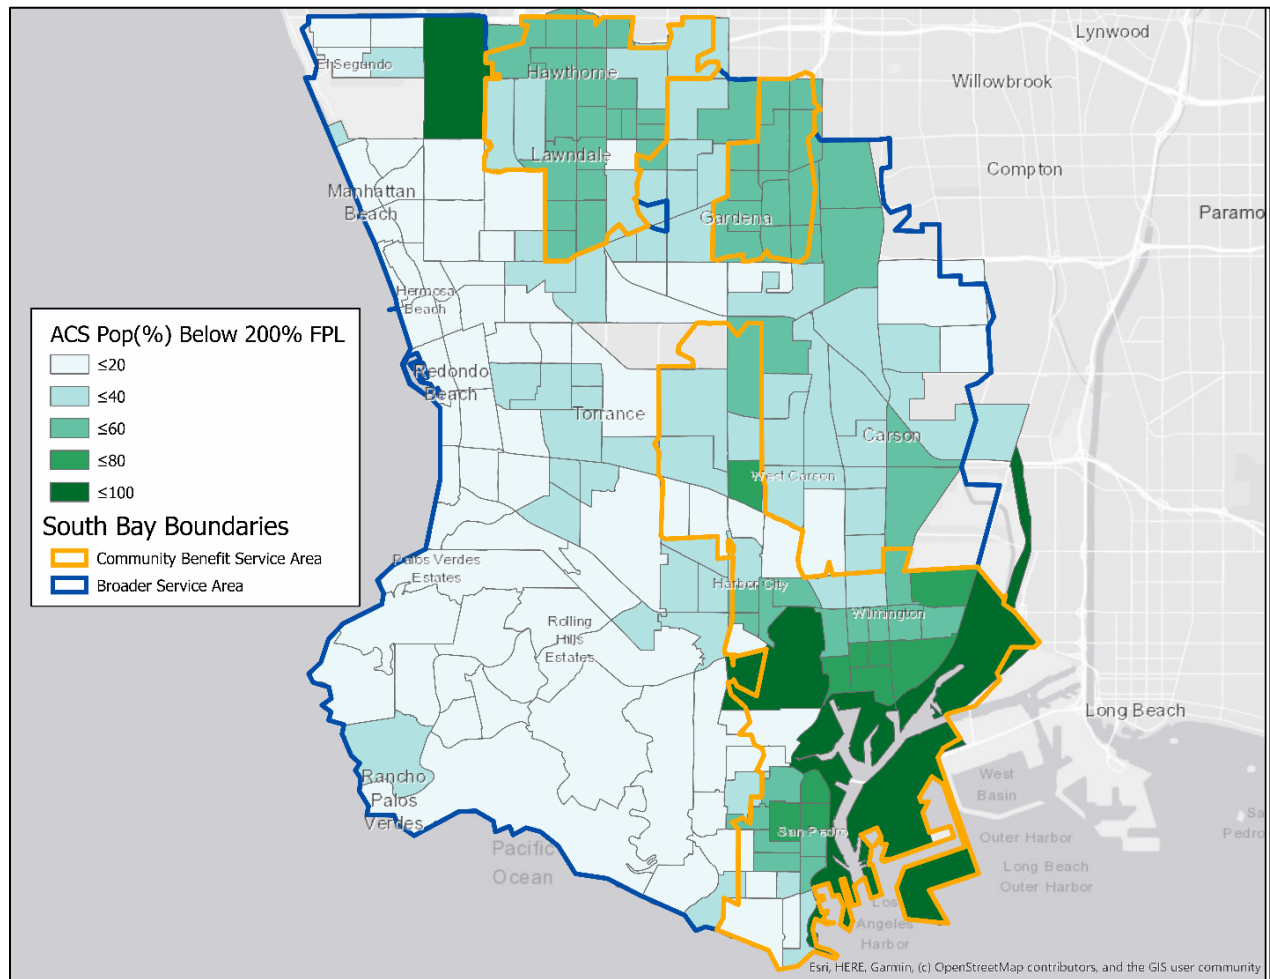 Lynwood
El Segundo
Hawthorne
Willowbrook
Lawndale
Compton
Manhattan
Beach
Gardena
Paramo
Hermosa
Beach
ACS Pop(%) Below 200% FPL
≤20
≤40
≤60
≤80
≤100
South Bay Boundaries
Community Benefit Service Area
Broader Service Area
Redondo
Beach
Torrance
Carson
West Carson
Palos Verdes
Estates
Harbor City
Rolling
Hills
Estates
Wilmington
Long Beach
Rancho
Palos
Verdes
West
Basin
San Pedro
Sa
Pedro
Outer Harbor
Pacific
Ocean
Long Beach
Outer Harbor
Los
Angeles
Harbor
Esri, HERE, Garmin, (c) OpenStreetMap contributors, and the GIS user community